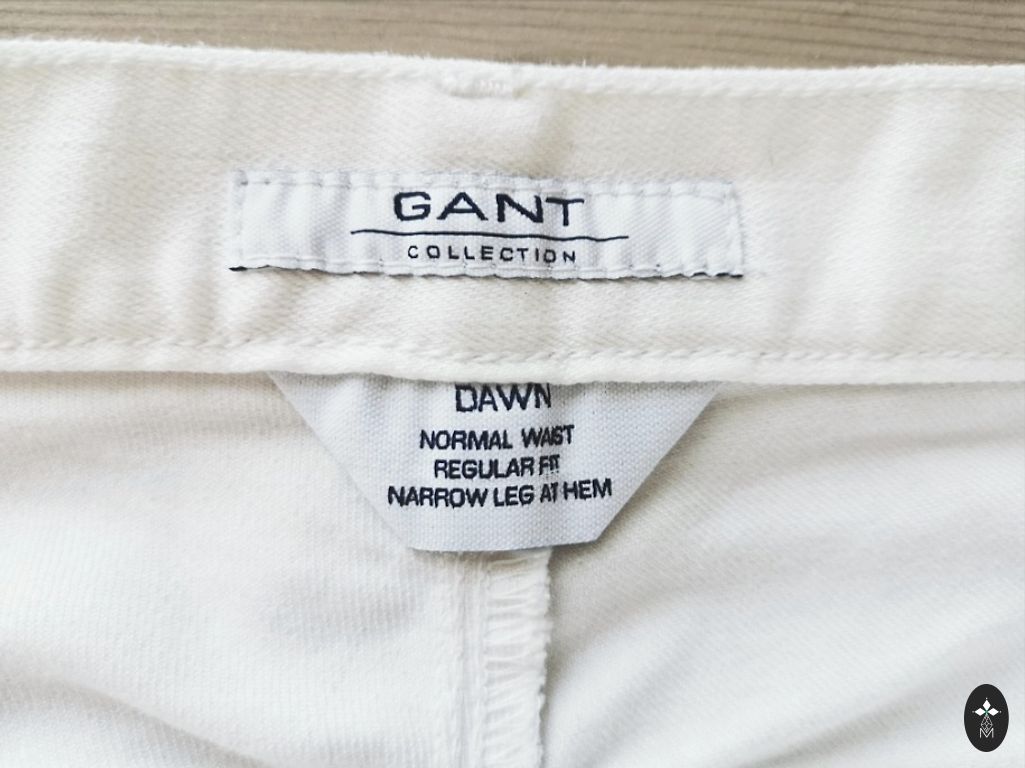 GANT
COLLECTION
DAWN
NORMAL WAIST
REGULAR FIT
NARROW LEG AT HEM
M